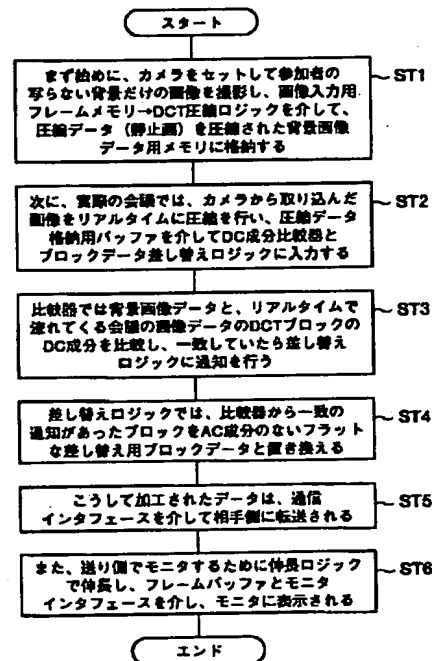 スタート
まず始めに、カメラをセットして参加者の
写らない背景だけの画像を撮影し、画像入力用
フレームメモリ→DCT圧縮ロジックを介して、
圧縮データ(静止画)を圧縮された背景画像
データ用メモリに格納する
ST1
次に、実際の会議では、カメラから取り込んだ
画像をリアルタイムに圧縮を行い、圧縮データ
格納用バッファを介してDC成分比較器と
ブロックデータ差し替えロジックに入力する
ST2
比較器では背景画像データと、リアルタイムで
流れてくる会議の画像データのDCTブロックの
DC成分を比較し、一致していたら差し替え
ロジックに通知を行う
ST3
差し替えロジックでは、比較器から一致の
通知があったブロックをAC成分のないフラット
な差し替え用ブロックデータと置き換える
ST4
こうして加工されたデータは、通信
インタフェースを介して相手側に転送される
ST5
また、送り側でモニタするために伸長ロジック
で伸長し、フレームバッファとモニタ
インタフェースを介し、モニタに表示される
ST6
エンド